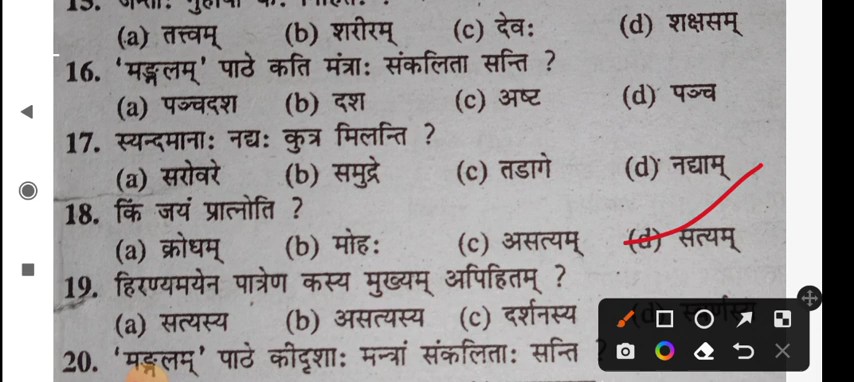 15. जन्तोः गुहायां कः निहितः ?
(a) तत्त्वम् (b) शरीरम् (c) देवः (d) शक्षसम्
16. ‘मङ्गलम्’ पाठे कति मंत्राः संकलिता सन्ति ?
(a) पञ्चदश (b) दश (c) अष्ट (d) पञ्च
17. स्यन्दमानाः नद्यः कुत्र मिलन्ति ?
(a) सरोवरे (b) समुद्रे (c) तडागे (d) नद्याम्
18. किं जयं प्राप्नोति ?
(a) क्रोधम् (b) मोहः (c) असत्यम् (d) सत्यम्
19. हिरण्यमयेन पात्रेण कस्य मुख्यम् अपिहितम् ?
(a) सत्यस्य (b) असत्यस्य (c) दर्शनस्य (d)
20. ‘मङ्गलम्’ पाठे कीदृशाः मन्त्रां संकलिताः सन्ति ?